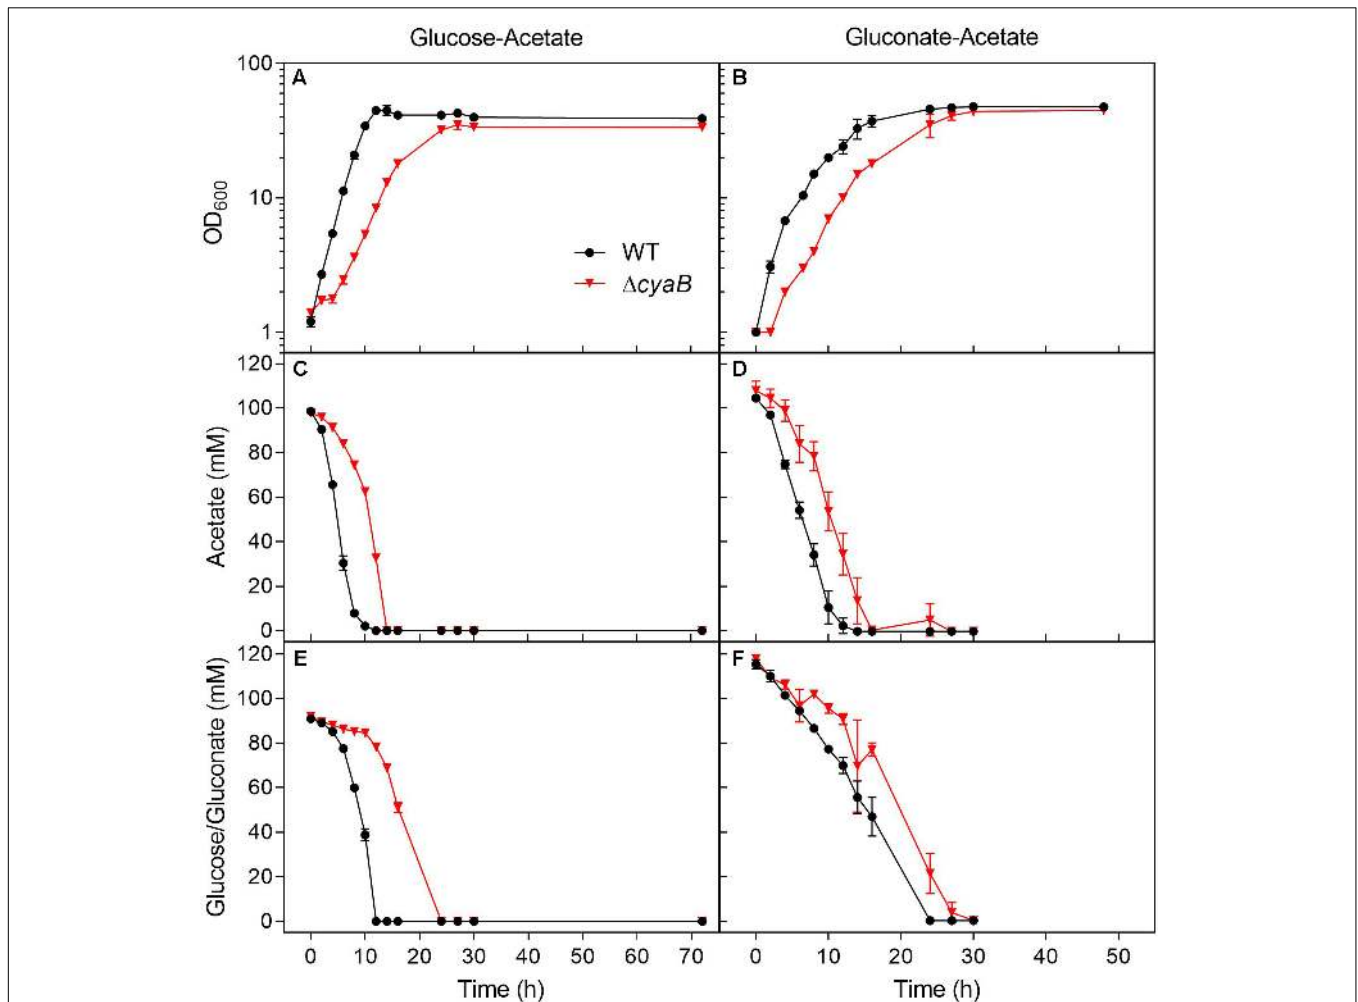 Glucose-Acetate
Gluconate-Acetate
A
B
100
10
1
OD600
WT
ΔcyaB
C
D
120
100
80
60
40
20
0
Acetate (mM)
E
F
120
100
80
60
40
20
0
Glucose/Gluconate (mM)
0 10 20 30 40 50 60 70
0 10 20 30 40 50
Time (h)
Time (h)